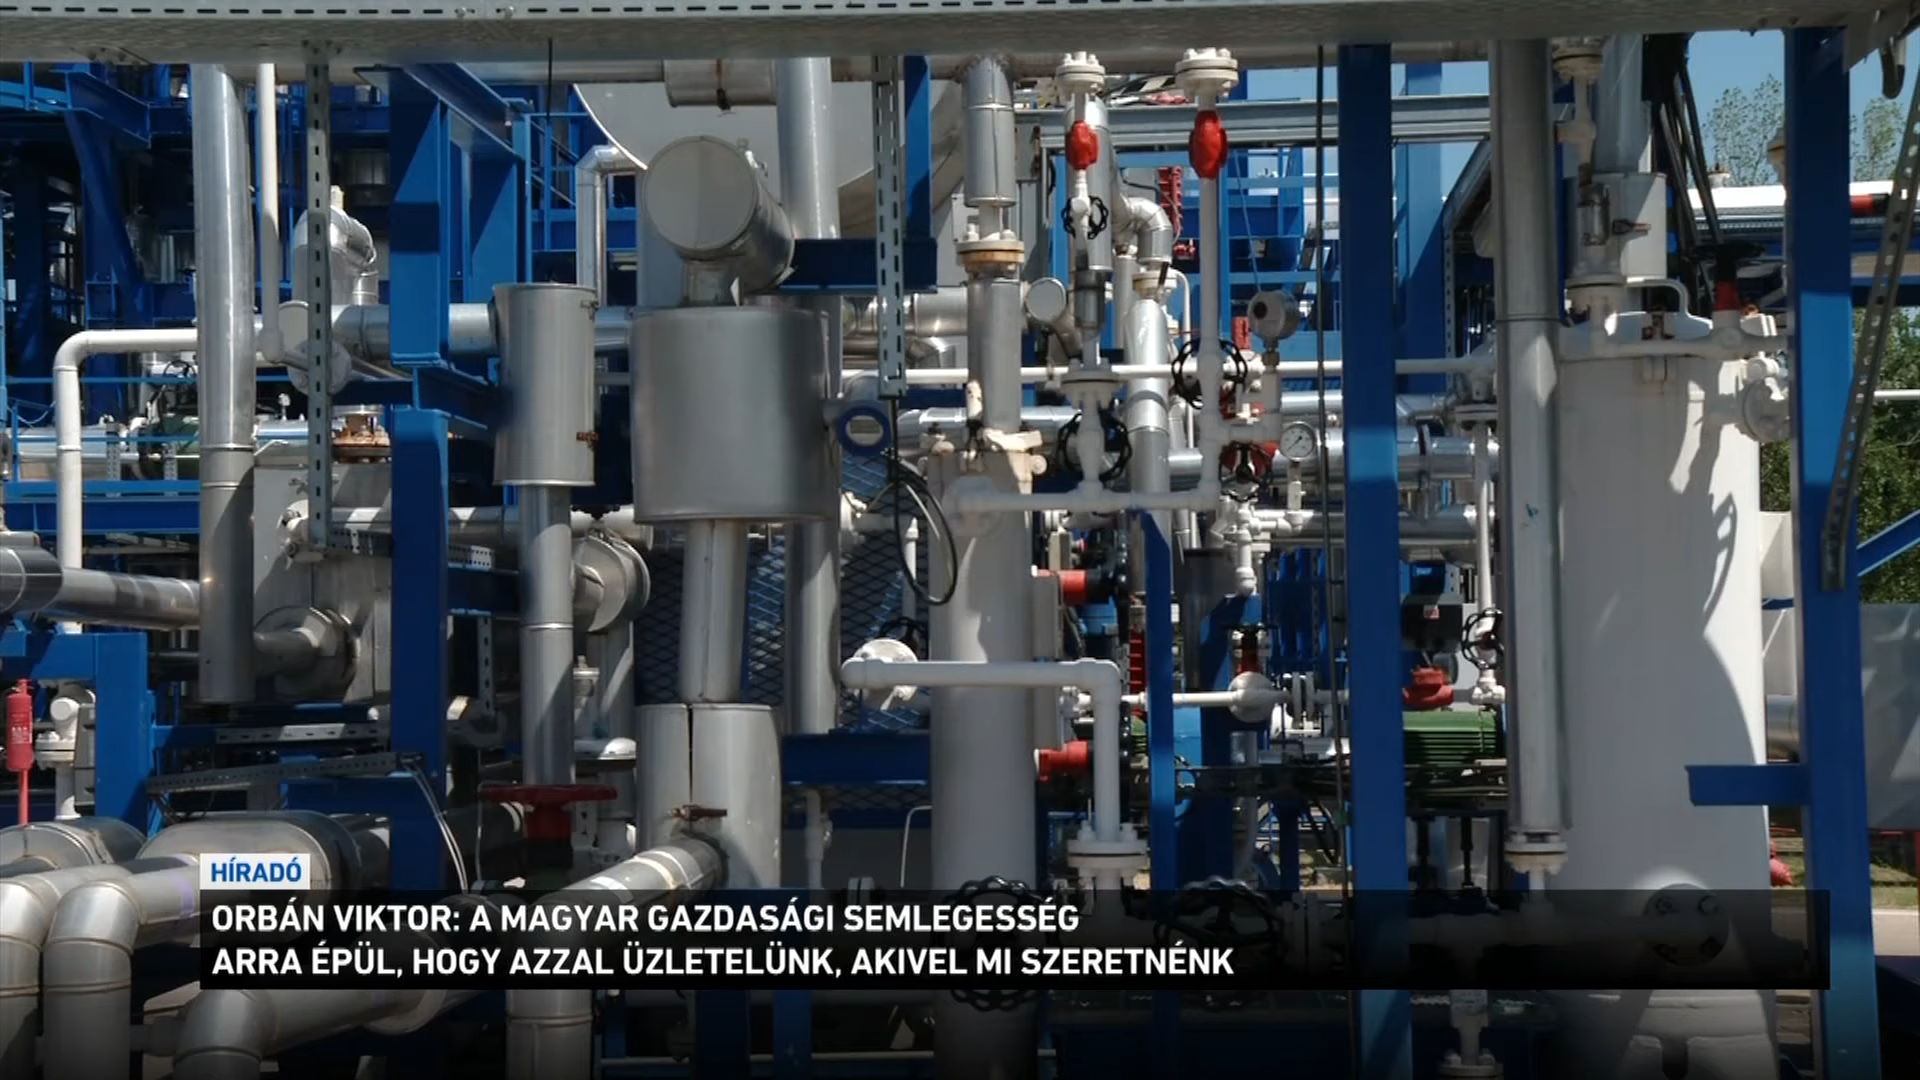 HÍRADÓ
ORBÁN VIKTOR: A MAGYAR GAZDASÁGI SEMLEGESSÉG
ARRA ÉPÜL, HOGY AZZAL ÜZLETELÜNK, AKIVEL MI SZERETNÉNK